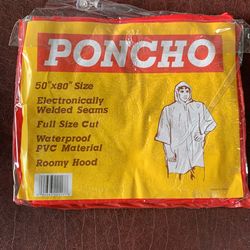 PONCHO
50"x80" Size
Electronically
Welded Seams
Full Size Cut
Waterproof
PVC Material
Roomy Hood